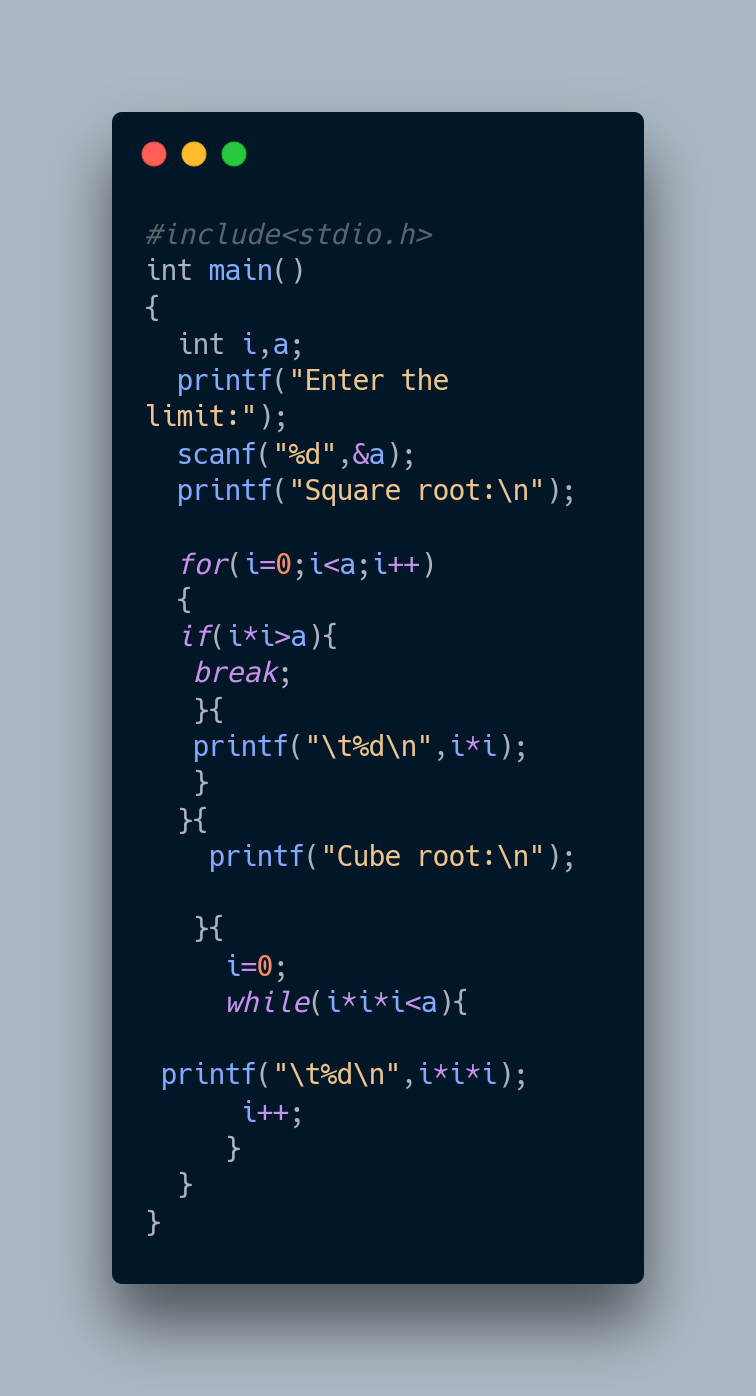 #include<stdio.h>
int main()
{
  int i,a;
  printf("Enter the
limit:");
  scanf("%d",&a);
  printf("Square root:\n");

  for(i=0;i<a;i++)
  {
  if(i*i>a){
   break;
   }{
   printf("\t%d\n",i*i);
   }
  }{
    printf("Cube root:\n");

   }{
     i=0;
     while(i*i*i<a){

 printf("\t%d\n",i*i*i);
      i++;
     }
  }
}